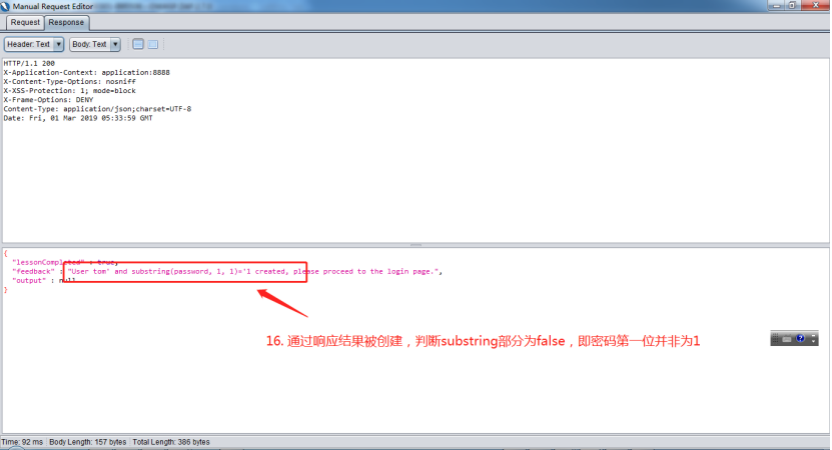 Manual Request Editor
Request Response
Header: Text Body: Text
HTTP/1.1 200
X-Application-Context: application:8888
X-Content-Type-Options: nosniff
X-XSS-Protection: 1; mode=block
X-Frame-Options: DENY
Content-Type: application/json;charset=UTF-8
Date: Fri, 01 Mar 2019 05:33:59 GMT
{
"lessonCompleted" : true,
"feedback" : "User tom' and substring(password, 1, 1)='1 created, please proceed to the login page.",
"output" : null
}
16. 通过响应结果被创建，判断substring部分为false，即密码第一位并非为1
Time: 92 ms Body Length: 157 bytes Total Length: 386 bytes